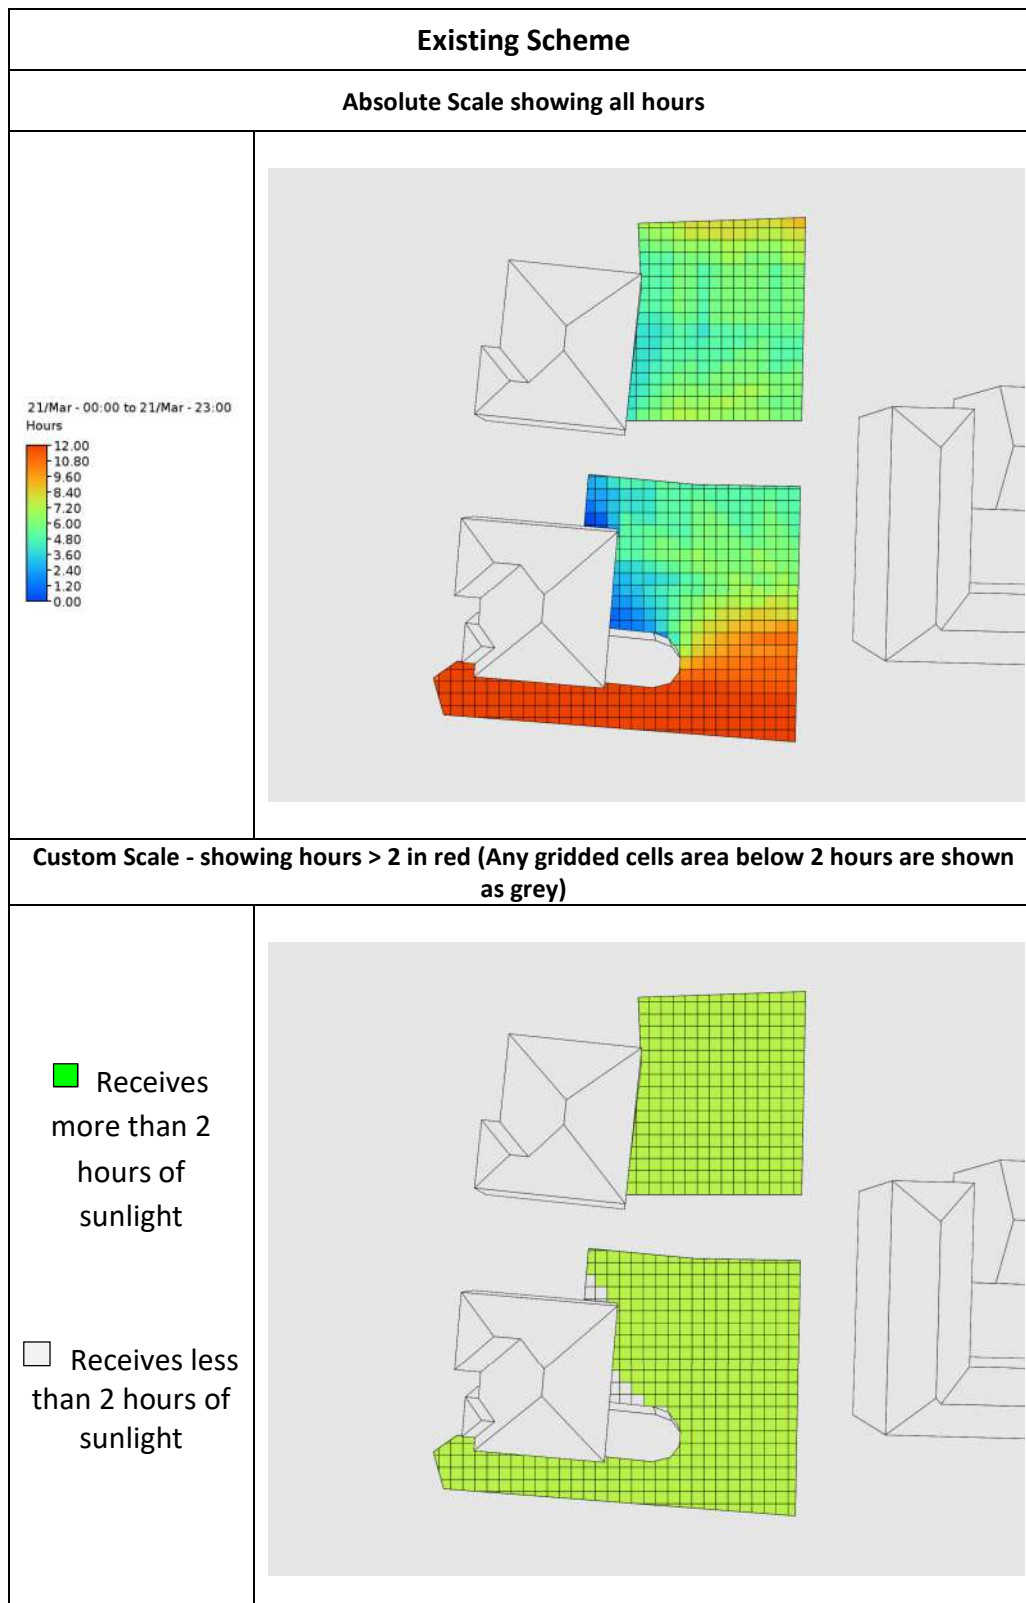 Existing Scheme
Absolute Scale showing all hours
21/Mar - 00:00 to 21/Mar - 23:00
Hours
12.00
10.80
9.60
8.40
7.20
6.00
4.80
3.60
2.40
1.20
0.00
Custom Scale - showing hours > 2 in red (Any gridded cells area below 2 hours are shown
as grey)
Receives
more than 2
hours of
sunlight
Receives less
than 2 hours of
sunlight